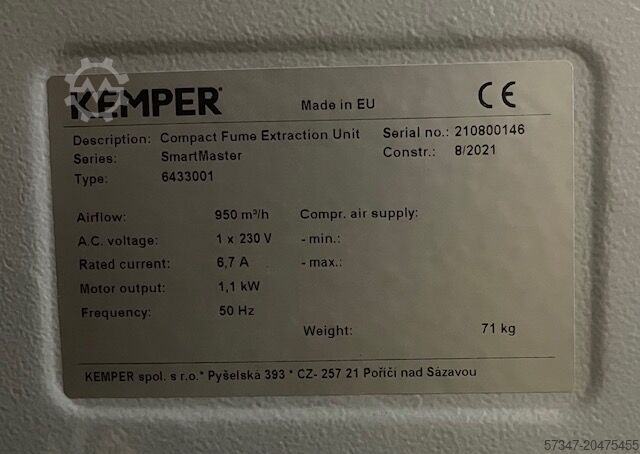 KEMPER
Made in EU
CE
Description: Compact Fume Extraction Unit Serial no.: 210800146
Series: SmartMaster Constr.: 8/2021
Type: 6433001
Airflow: 950 m³/h Compr. air supply:
A.C. voltage: 1 x 230 V - min.:
Rated current: 6,7 A - max.:
Motor output: 1,1 kW
Frequency: 50 Hz
Weight: 71 kg
KEMPER spol. s r.o.* Pyšelská 393 * CZ- 257 21 Poříčí nad Sázavou
57347-20475455